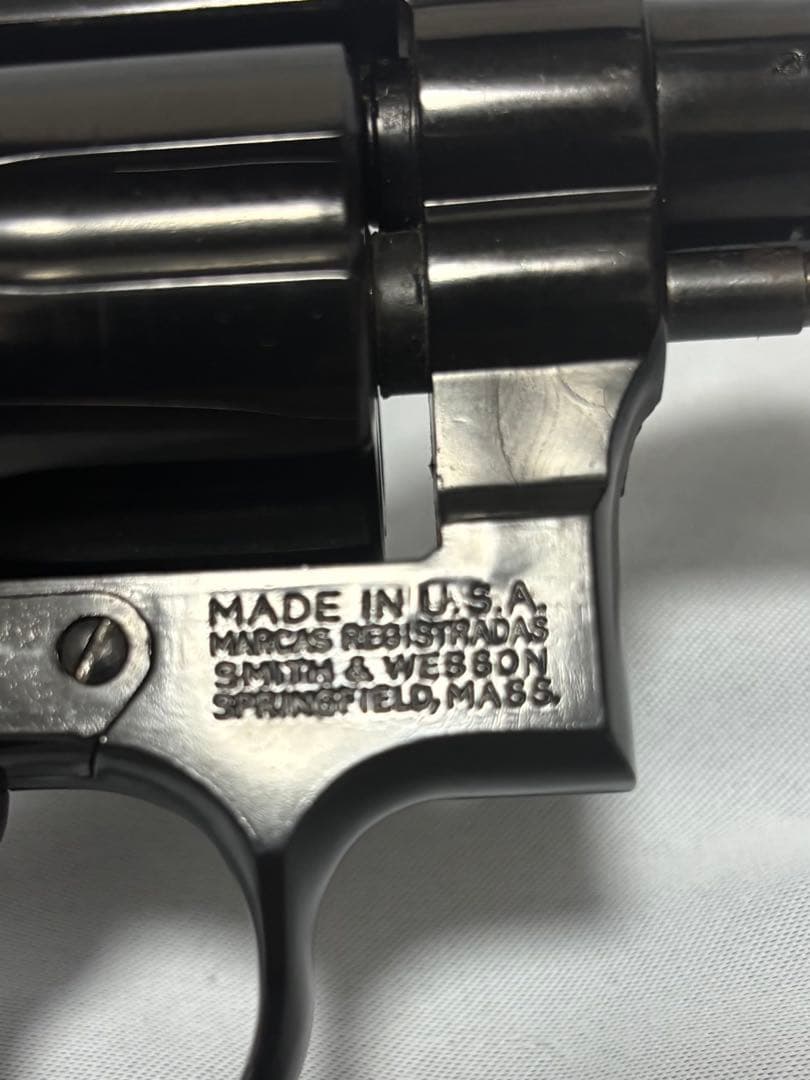 MADE IN U.S.A.
MARCAS REGISTRADAS
SMITH & WESSON
SPRINGFIELD, MASS.